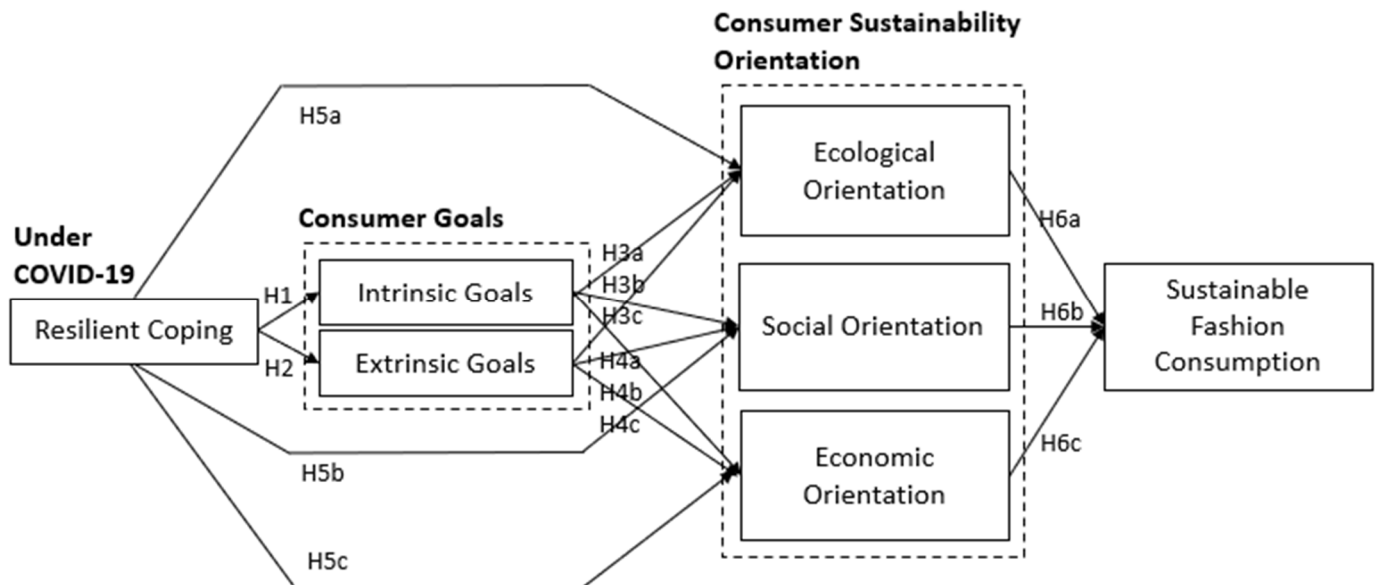 Consumer Sustainability
Orientation
H5a
Ecological
Orientation
Consumer Goals
Under
COVID-19
H6a
H3a
H1
Intrinsic Goals
H3b
Sustainable
Fashion
Consumption
H3c
H6b
Social Orientation
Resilient Coping
H2
Extrinsic Goals
H4a
H4b
H4c
H6c
Economic
Orientation
H5b
H5c